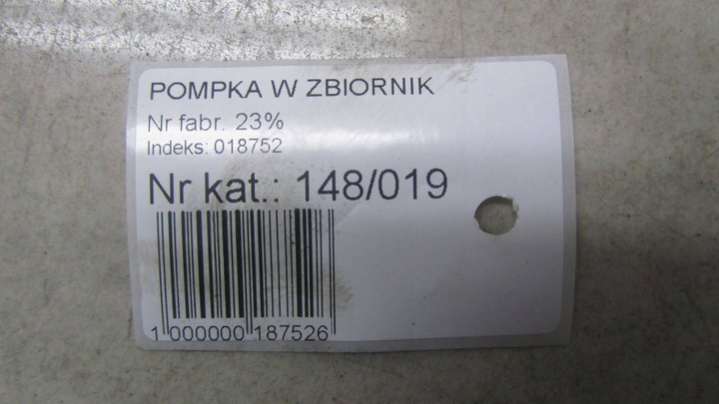 POMPKA W ZBIORNIK
Nr fabr. 23%
Indeks: 018752
Nr kat.: 148/019
1 000000 187526